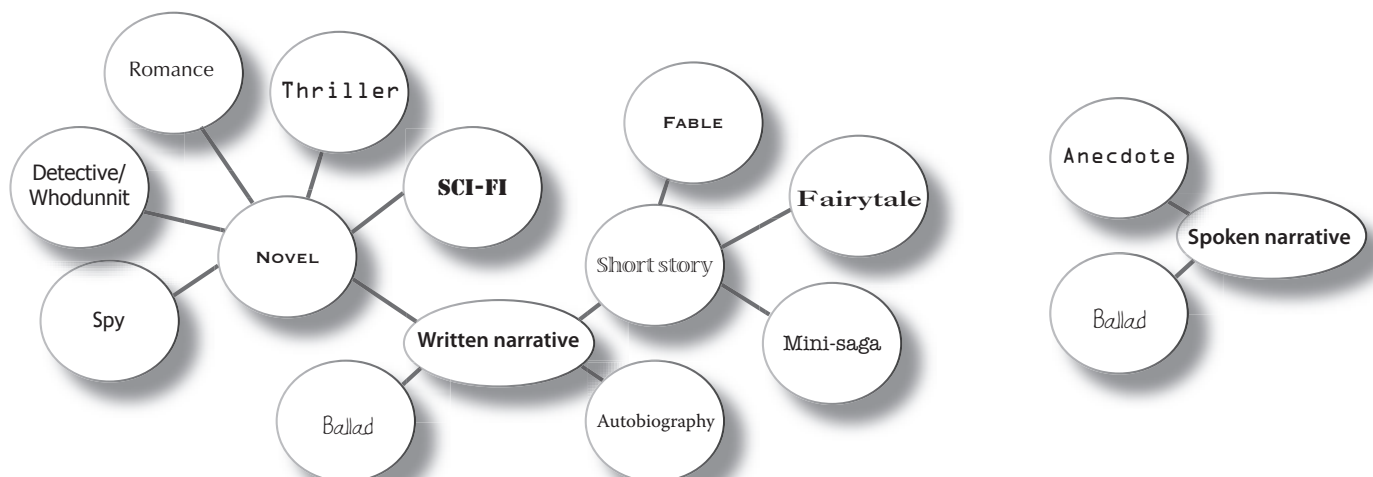 Romance
Thriller
Detective/
Whodunnit
SCI-FI
NOVEL
Spy
FABLE
Fairytale
Short story
Written narrative
Mini-saga
Ballad
Autobiography
Anecdote
Spoken narrative
Ballad